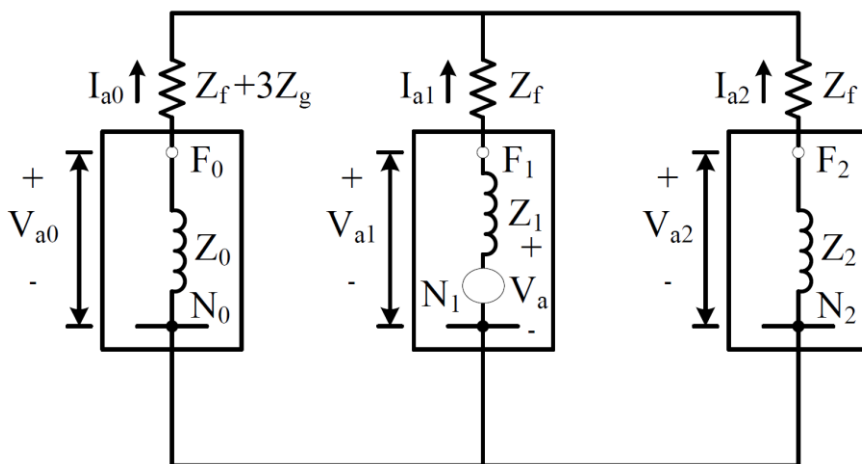 I_a0 Z_f+3Z_g I_a1 Z_f I_a2 Z_f
+ F_0 + F_1 + F_2
V_a0 Z_0 V_a1 Z_1 + V_a2 Z_2
- N_0 - N_1 V_a - - N_2